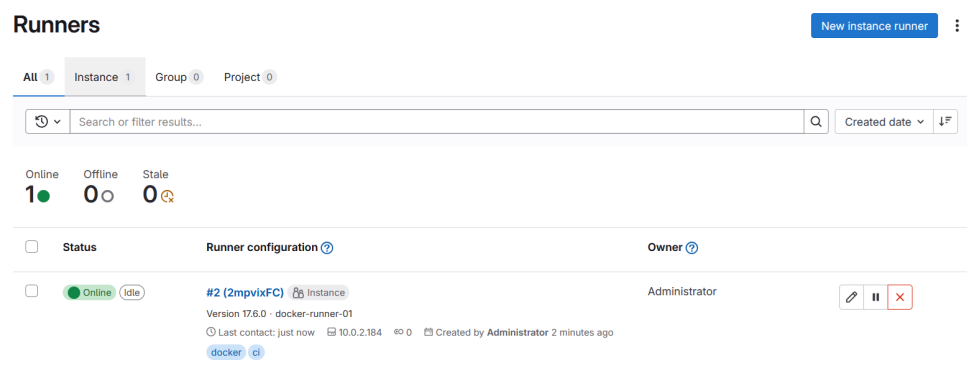 Runners
New instance runner
All 1 Instance 1 Group 0 Project 0
Search or filter results...
Created date
Online Offline Stale
1 0 0
Status Runner configuration Owner
Online Idle #2 (2mpvixFC) Instance Administrator
Version 17.6.0 · docker-runner-01
Last contact: just now 10.0.2.184 0 Created by Administrator 2 minutes ago
docker ci